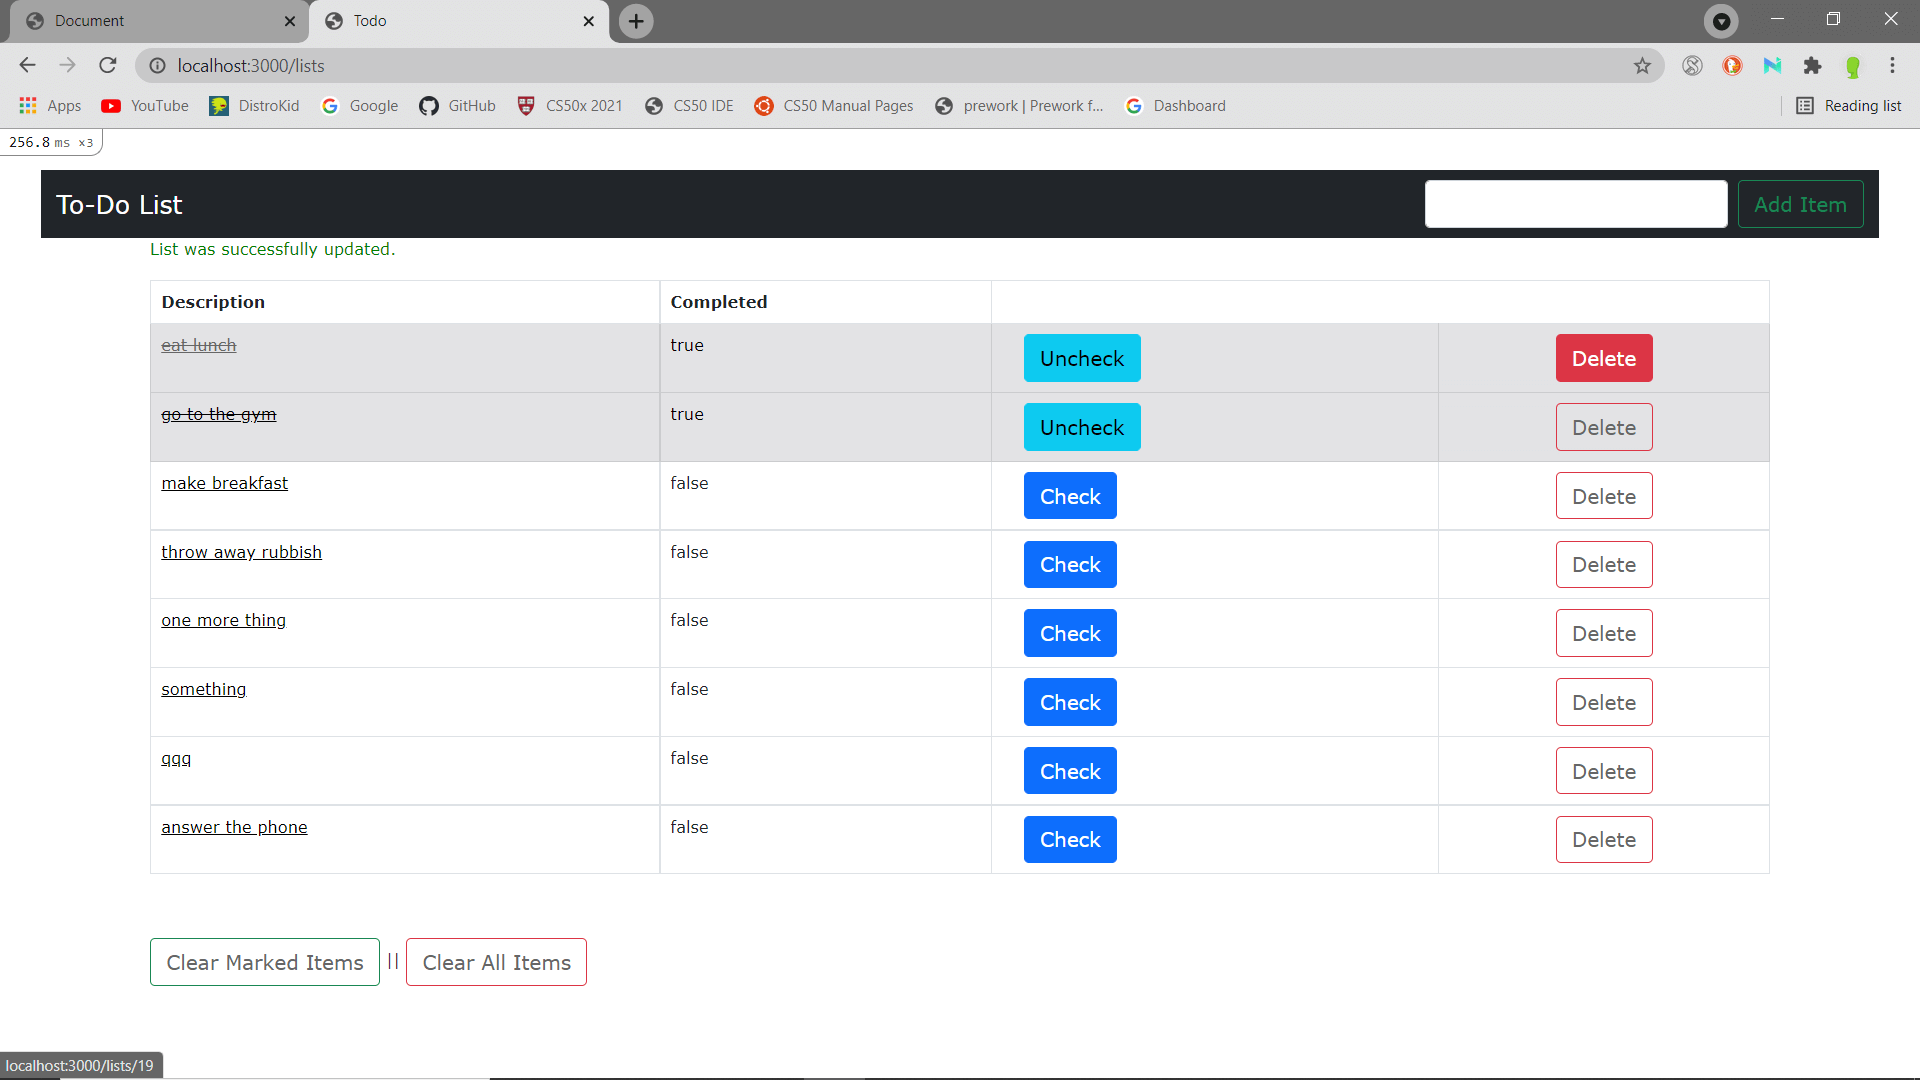 Document Todo
localhost:3000/lists
Apps YouTube DistroKid Google GitHub CS50x 2021 CS50 IDE CS50 Manual Pages prework | Prework f... Dashboard Reading list
256.8 ms ×3
To-Do List Add Item
List was successfully updated.
Description Completed
eat lunch true Uncheck Delete
go to the gym true Uncheck Delete
make breakfast false Check Delete
throw away rubbish false Check Delete
one more thing false Check Delete
something false Check Delete
qqq false Check Delete
answer the phone false Check Delete
Clear Marked Items || Clear All Items
localhost:3000/lists/19